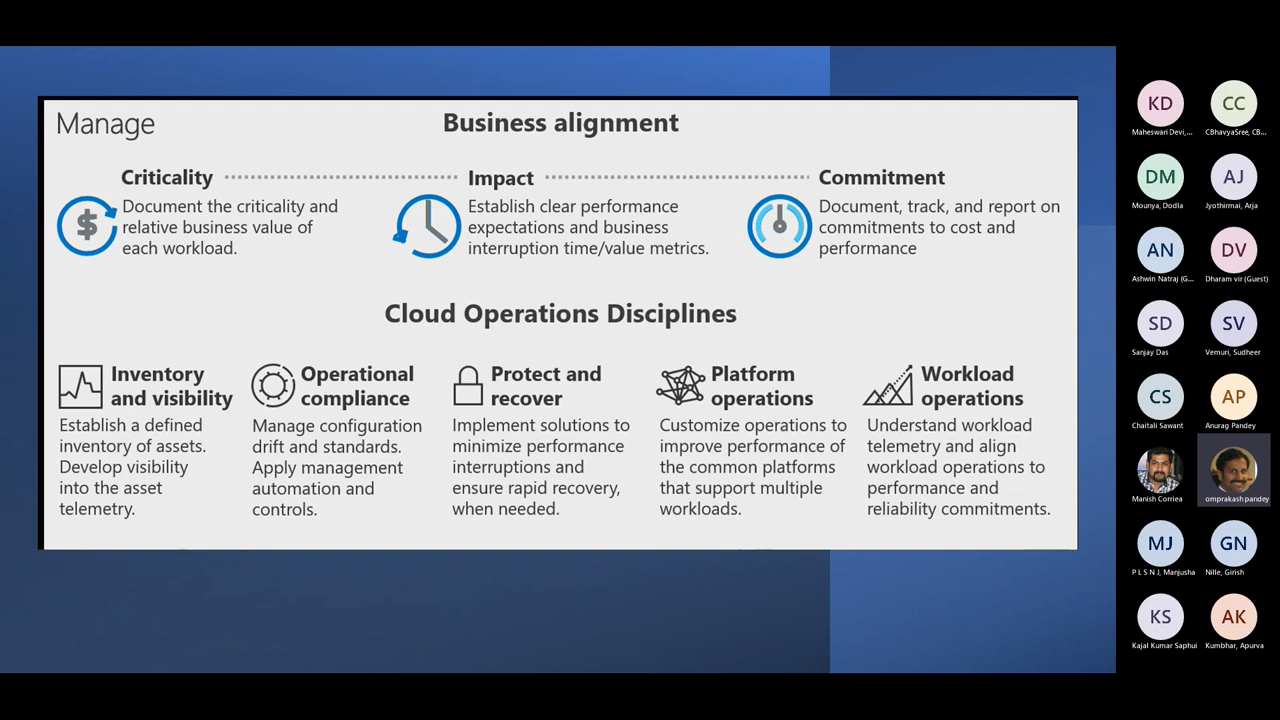 Manage
Business alignment
Criticality
Document the criticality and
relative business value of
each workload.
Impact
Establish clear performance
expectations and business
interruption time/value metrics.
Commitment
Document, track, and report on
commitments to cost and
performance
Cloud Operations Disciplines
Inventory
and visibility
Establish a defined
inventory of assets.
Develop visibility
into the asset
telemetry.
Operational
compliance
Manage configuration
drift and standards.
Apply management
automation and
controls.
Protect and
recover
Implement solutions to
minimize performance
interruptions and
ensure rapid recovery,
when needed.
Platform
operations
Customize operations to
improve performance of
the common platforms
that support multiple
workloads.
Workload
operations
Understand workload
telemetry and align
workload operations to
performance and
reliability commitments.
KD
Maheswari Devi,...
CC
CBhavyaSree, CB...
DM
Mounya, Dodla
AJ
Jyothirmai, Arja
AN
Ashwin Natraj (G...
DV
Dharam vir (Guest)
SD
Sanjay Das
SV
Vemuri, Sudheer
CS
Chaitali Sawant
AP
Anurag Pandey
Manish Corriea
omprakash pandey
MJ
P L S N J, Manjusha
GN
Nille, Girish
KS
Kajal Kumar Saphui
AK
Kumbhar, Apurva